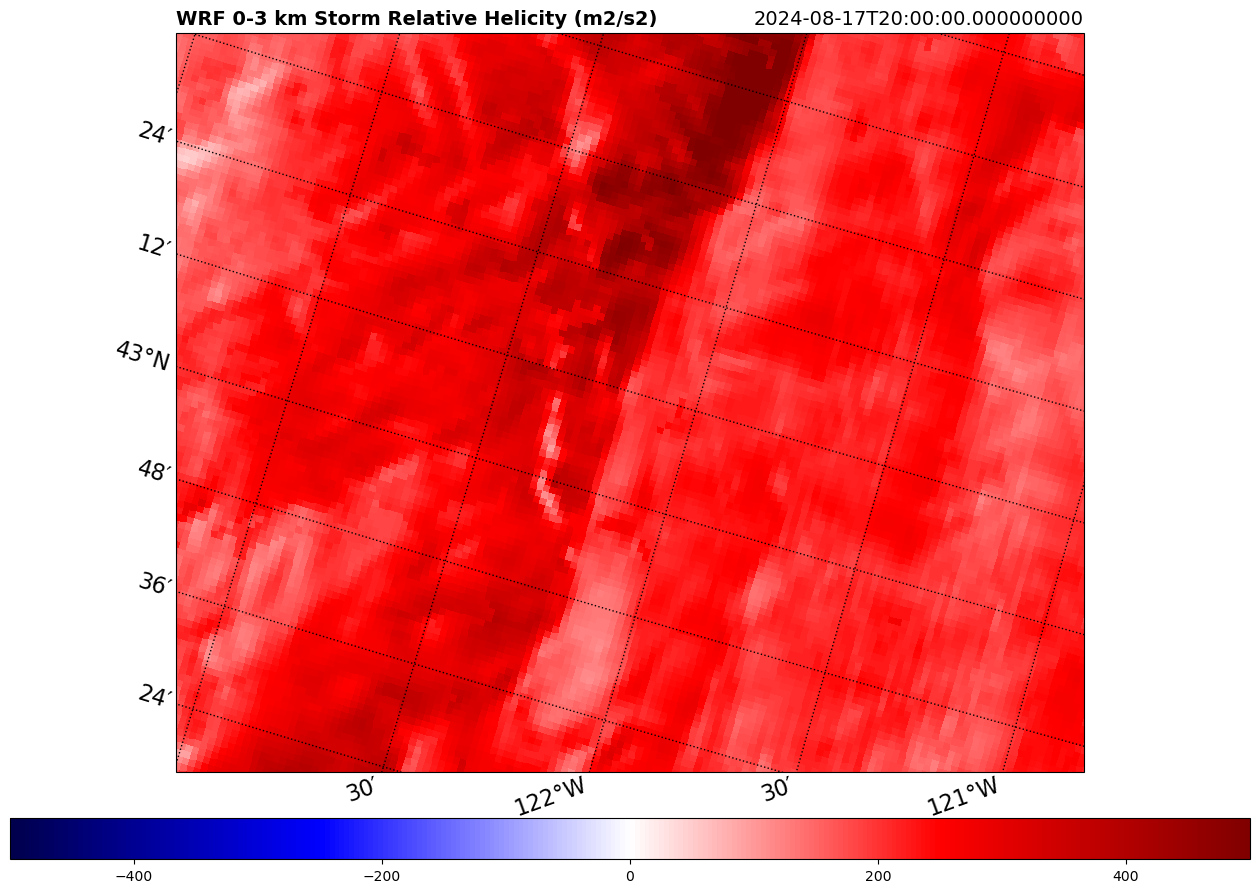 WRF 0-3 km Storm Relative Helicity (m2/s2) 2024-08-17T20:00:00.000000000
24′
12′
43°N
48′
36′
24′
30′ 122°W 30′ 121°W
−400 −200 0 200 400